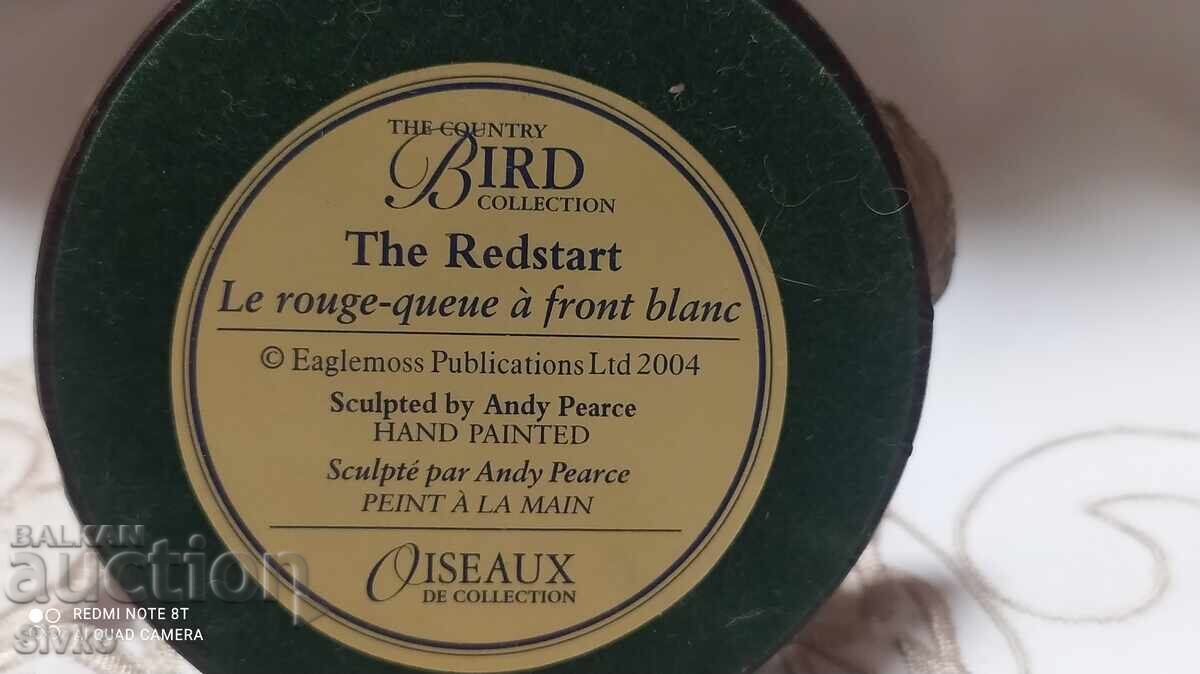 THE COUNTRY
BIRD
COLLECTION
The Redstart
Le rouge-queue à front blanc
© Eaglemoss Publications Ltd 2004
Sculpted by Andy Pearce
HAND PAINTED
Sculpté par Andy Pearce
PEINT À LA MAIN
OISEAUX
DE COLLECTION
BALKAN
auction
REDMI NOTE 8T
AI QUAD CAMERA
sivko